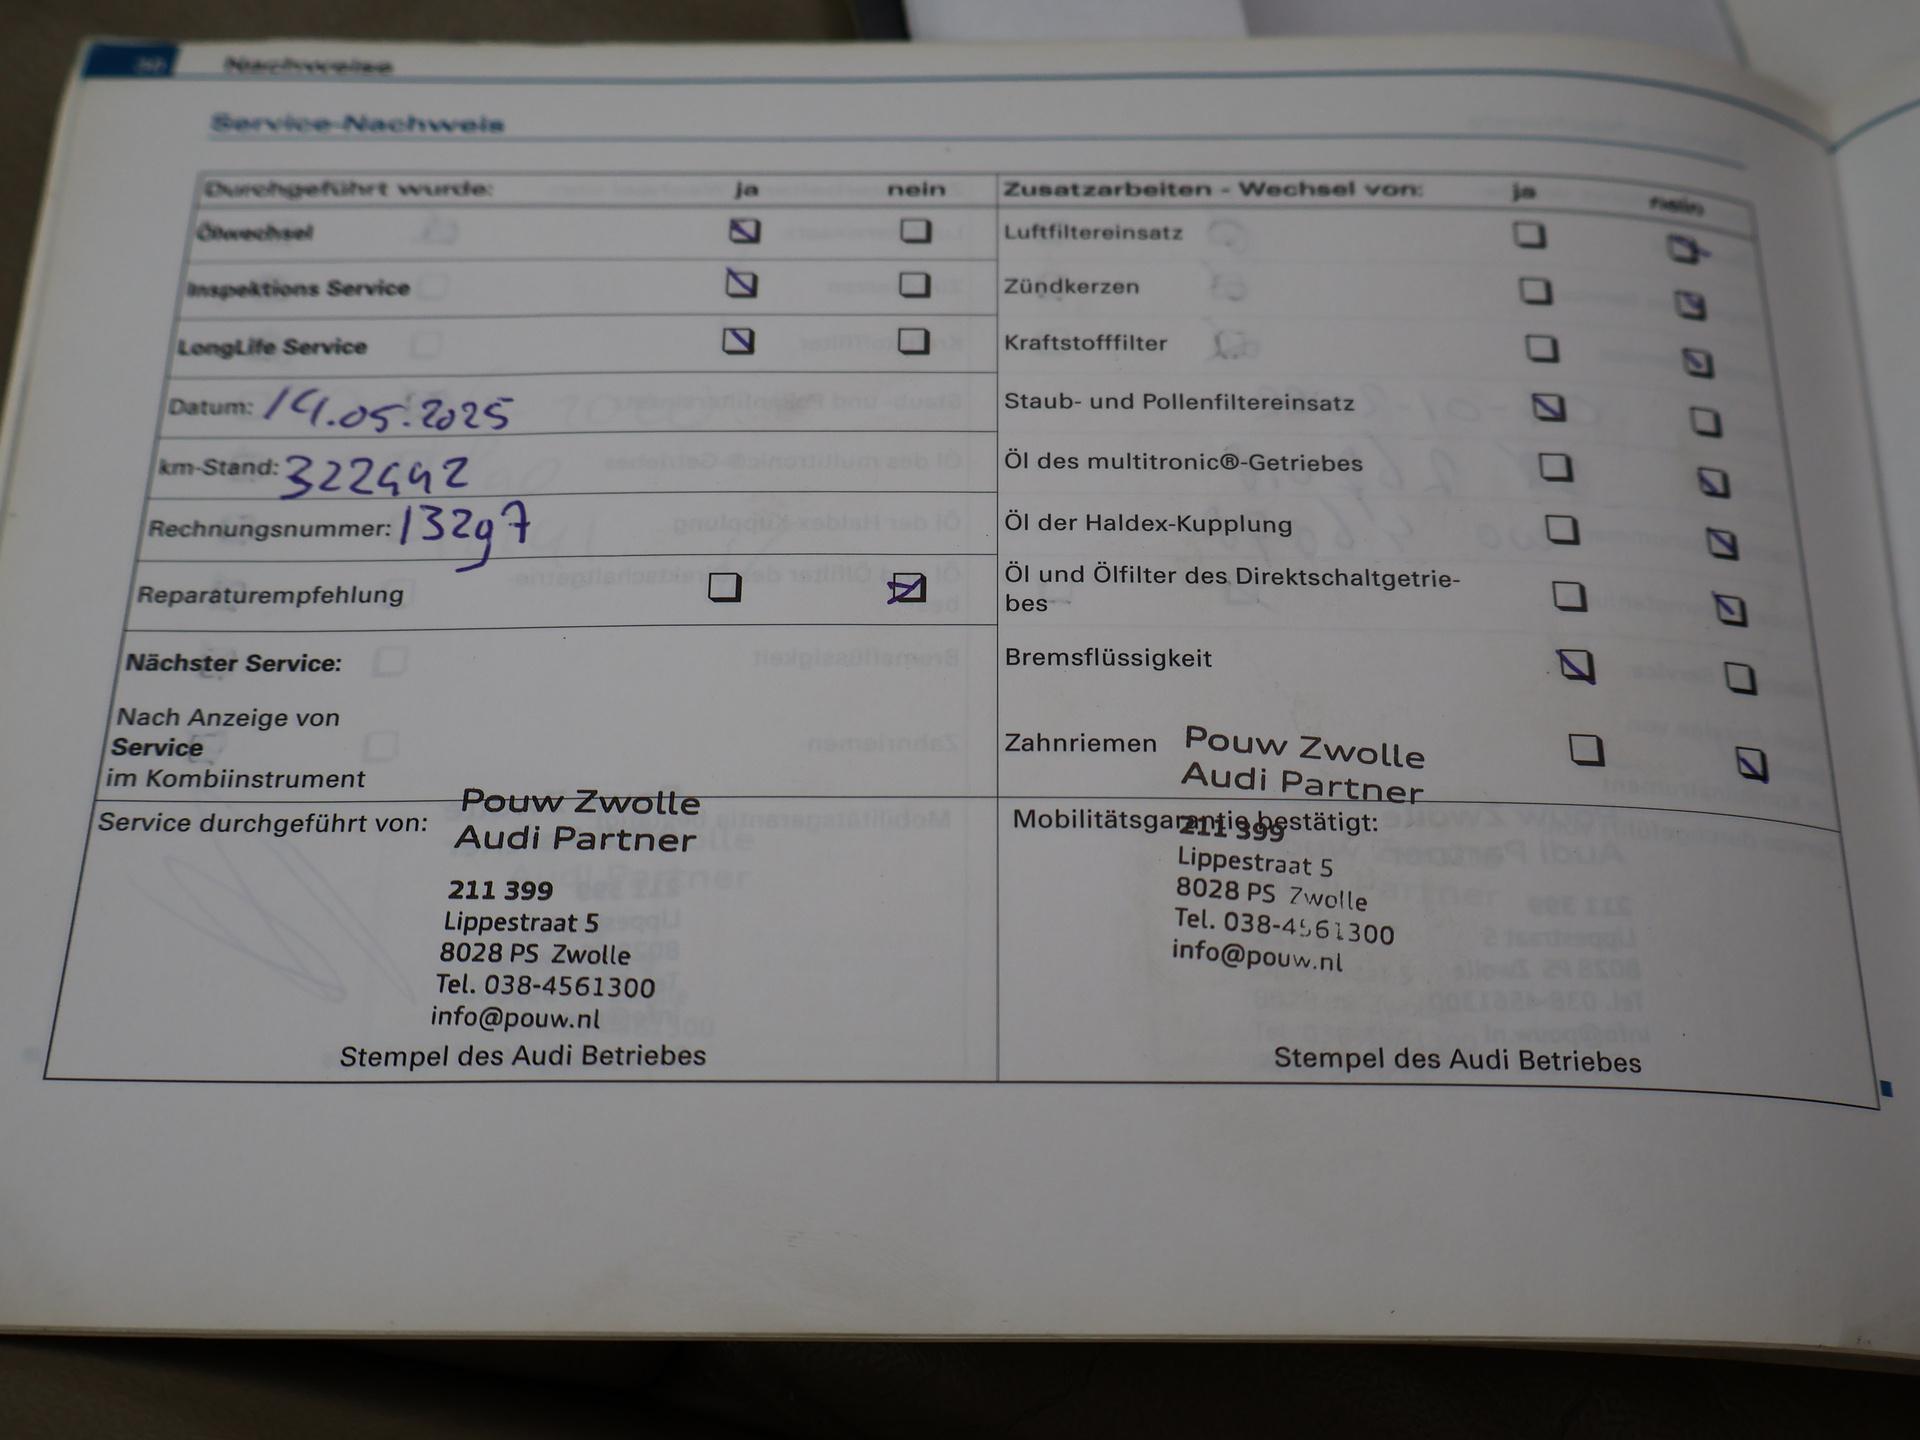 Nachweise
Service-Nachweis
Durchgeführt wurde: ja nein
Ölwechsel
Inspektions Service
LongLife Service
Datum: 14.05.2025
km-Stand: 322442
Rechnungsnummer: 13297
Reparaturempfehlung
Nächster Service:
Nach Anzeige von
Service
im Kombiinstrument
Service durchgeführt von:
Pouw Zwolle
Audi Partner
211 399
Lippestraat 5
8028 PS Zwolle
Tel. 038-4561300
info@pouw.nl
Stempel des Audi Betriebes
Zusatzarbeiten - Wechsel von: ja nein
Luftfiltereinsatz
Zündkerzen
Kraftstofffilter
Staub- und Pollenfiltereinsatz
Öl des multitronic®-Getriebes
Öl der Haldex-Kupplung
Öl und Ölfilter des Direktschaltgetrie-
bes
Bremsflüssigkeit
Zahnriemen
Pouw Zwolle
Audi Partner
Mobilitätsgarantie bestätigt:
211 399
Lippestraat 5
8028 PS Zwolle
Tel. 038-4561300
info@pouw.nl
Stempel des Audi Betriebes